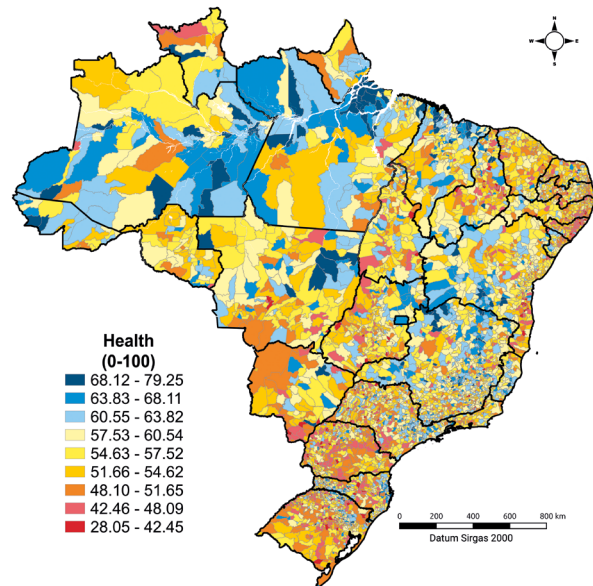 N
W E
S
Health
(0-100)
68.12 - 79.25
63.83 - 68.11
60.55 - 63.82
57.53 - 60.54
54.63 - 57.52
51.66 - 54.62
48.10 - 51.65
42.46 - 48.09
28.05 - 42.45
0 200 400 600 800 km
Datum Sirgas 2000